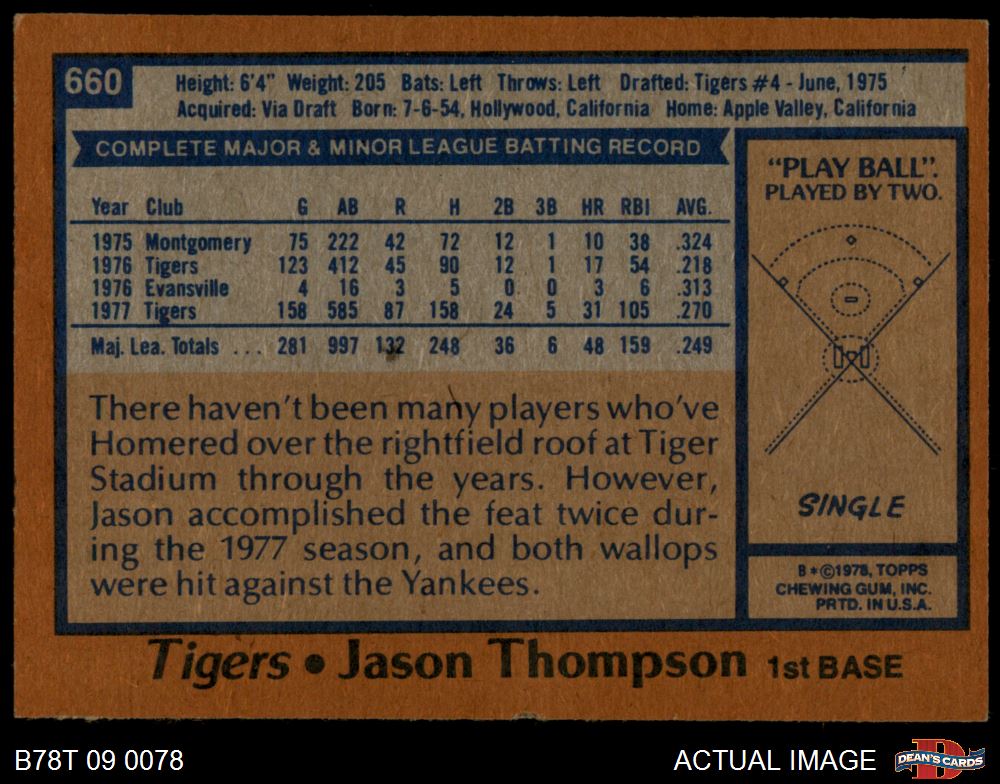 660
Height: 6'4" Weight: 205 Bats: Left Throws: Left Drafted: Tigers #4 - June, 1975
Acquired: Via Draft Born: 7-6-54, Hollywood, California Home: Apple Valley, California
COMPLETE MAJOR & MINOR LEAGUE BATTING RECORD
Year Club G AB R H 2B 3B HR RBI AVG.
1975 Montgomery 75 222 42 72 12 1 10 38 .324
1976 Tigers 123 412 45 90 12 1 17 54 .218
1976 Evansville 4 16 3 5 0 0 3 6 .313
1977 Tigers 158 585 87 158 24 5 31 105 .270
Maj. Lea. Totals ... 281 997 132 248 36 6 48 159 .249
There haven't been many players who've
Homered over the rightfield roof at Tiger
Stadium through the years. However,
Jason accomplished the feat twice dur-
ing the 1977 season, and both wallops
were hit against the Yankees.
"PLAY BALL".
PLAYED BY TWO.
SINGLE
B*©1978, TOPPS
CHEWING GUM, INC.
PRTD. IN U.S.A.
Tigers • Jason Thompson 1st BASE
B78T 09 0078
ACTUAL IMAGE
DEAN'S CARDS